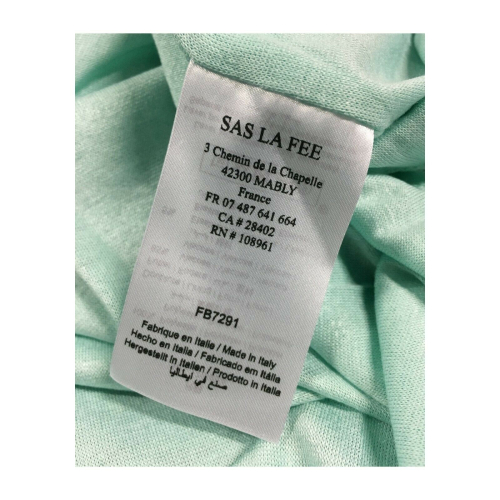 SAS LA FEE
3 Chemin de la Chapelle
42300 MABLY
France
FR 07 487 641 664
CA # 28402
RN # 108961
FB7291
Fabrique en Italie / Made in Italy
Hecho en Italia / Fabricado em Itália
Hergestellt in Italien / Prodotto in Italia
صنع في ايطاليا